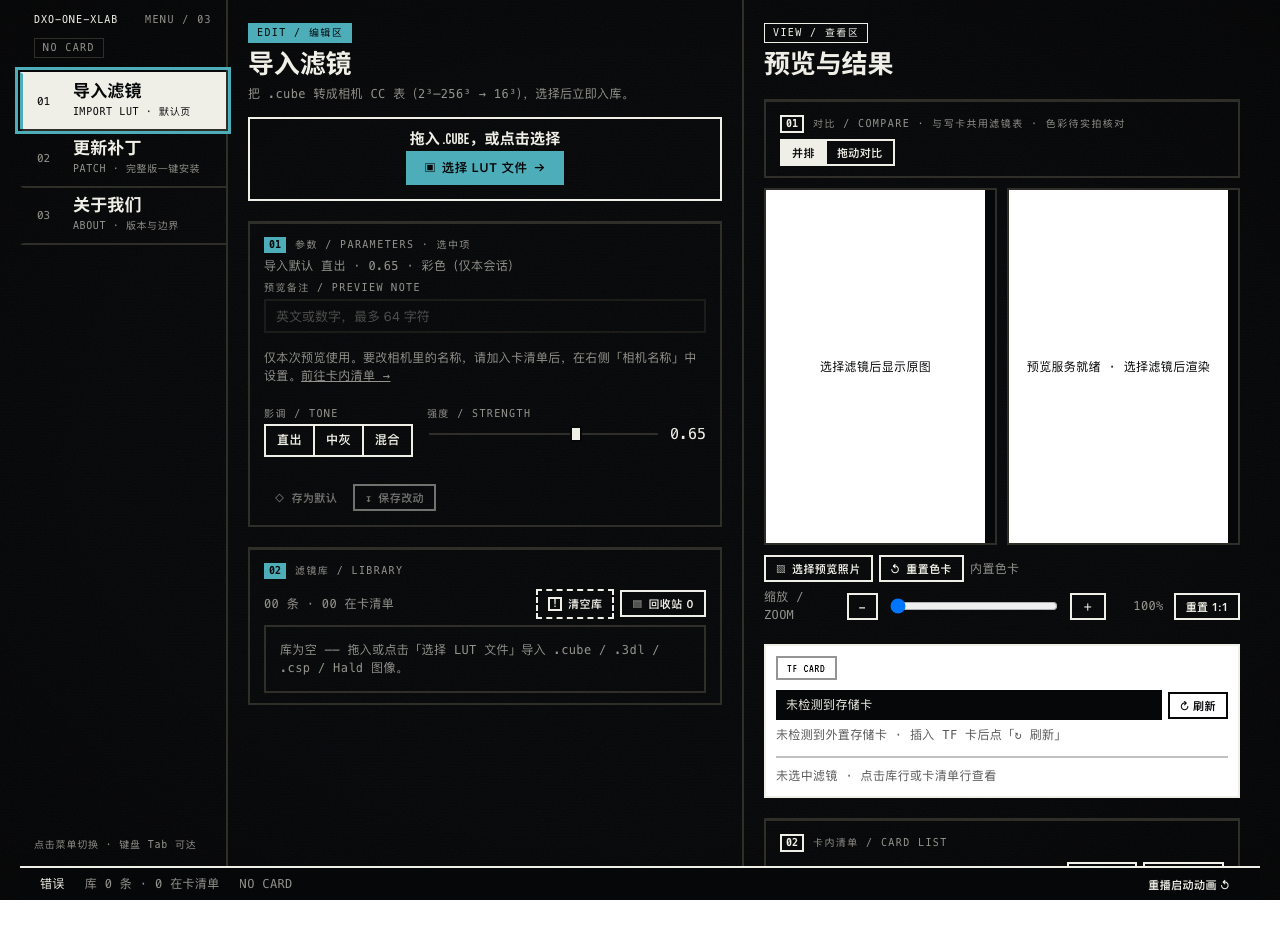 DXO-ONE-XLAB MENU / 03
NO CARD
01 导入滤镜
IMPORT LUT · 默认页
02 更新补丁
PATCH · 完整版一键安装
03 关于我们
ABOUT · 版本与边界
点击菜单切换 · 键盘 Tab 可达
EDIT / 编辑区
导入滤镜
把 .cube 转成相机 CC 表 (2³—256³ → 16³)，选择后立即入库。
拖入 .CUBE，或点击选择
▣ 选择 LUT 文件 →
01 参数 / PARAMETERS · 选中项
导入默认 直出 · 0.65 · 彩色（仅本会话）
预览备注 / PREVIEW NOTE
英文或数字，最多 64 字符
仅本次预览使用。要改相机里的名称，请加入卡清单后，在右侧「相机名称」中
设置。前往卡内清单 →
影调 / TONE 强度 / STRENGTH
直出 中灰 混合 0.65
◇ 存为默认 ↧ 保存改动
02 滤镜库 / LIBRARY
00 条 · 00 在卡清单 ! 清空库 ▥ 回收站 0
库为空 —— 拖入或点击「选择 LUT 文件」导入 .cube / .3dl /
.csp / Hald 图像。
VIEW / 查看区
预览与结果
01 对比 / COMPARE · 与写卡共用滤镜表 · 色彩待实拍核对
并排 拖动对比
选择滤镜后显示原图 预览服务就绪 · 选择滤镜后渲染
▧ 选择预览照片 ↺ 重置色卡 内置色卡
缩放 /
ZOOM − + 100% 重置 1:1
TF CARD
未检测到存储卡 ↻ 刷新
未检测到外置存储卡 · 插入 TF 卡后点「↻ 刷新」
未选中滤镜 · 点击库行或卡清单行查看
02 卡内清单 / CARD LIST
错误 库 0 条 · 0 在卡清单 NO CARD 重播启动动画 ↺